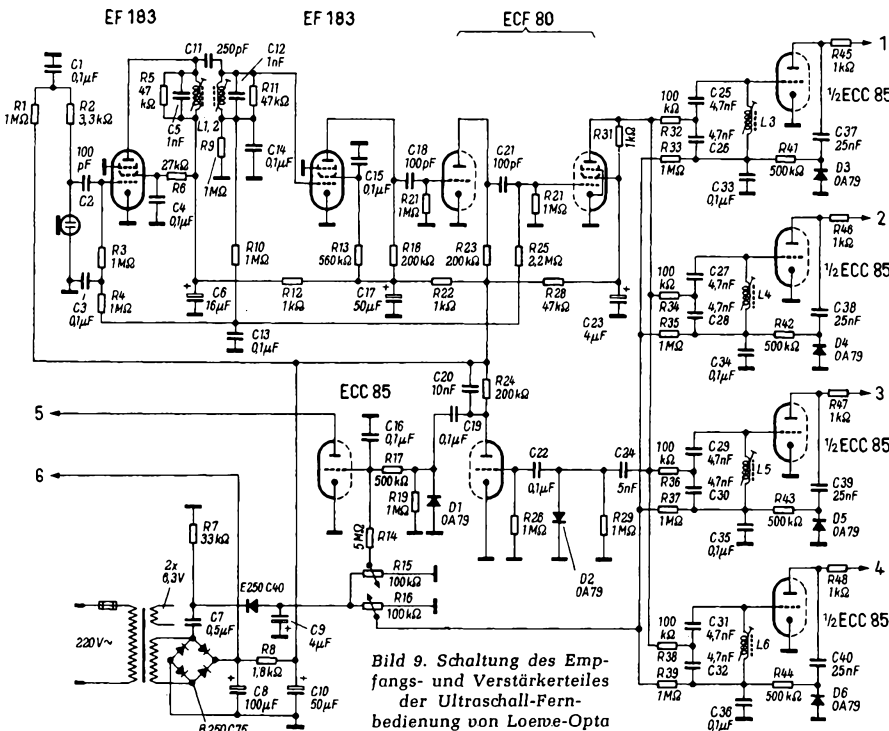 EF 183
EF 183
ECF 80
C1
0,1µF
R1
1MΩ
R2
3,3kΩ
100
pF
C2
C3
0,1µF
R3
1MΩ
R4
1MΩ
R5
47
kΩ
C5
1nF
27kΩ
R6
C4
0,1µF
C11
250pF
L1, 2
C12
1nF
R11
47kΩ
R9
1MΩ
C14
0,1µF
R10
1MΩ
C6
16µF
R12
1kΩ
C13
0,1µF
C15
0,1µF
R13
560kΩ
R18
200kΩ
C17
50µF
C18
100pF
R21
1MΩ
R22
1kΩ
R23
200kΩ
C21
100pF
R21
1MΩ
R25
2,2MΩ
R28
47kΩ
R31
1kΩ
C23
4µF
100
kΩ
R32
R33
1MΩ
C25
4,7nF
4,7nF
C26
L3
C33
0,1µF
R41
500kΩ
R45
1kΩ
1
½ECC 85
C37
25nF
D3
0A79
100
kΩ
R34
R35
1MΩ
C27
4,7nF
4,7nF
C28
L4
C34
0,1µF
R42
500kΩ
R46
1kΩ
2
½ECC 85
C38
25nF
D4
0A79
100
kΩ
R36
R37
1MΩ
C29
4,7nF
4,7nF
C30
L5
C35
0,1µF
R43
500kΩ
R47
1kΩ
3
½ECC 85
C39
25nF
D5
0A79
100
kΩ
R38
R39
1MΩ
C31
4,7nF
4,7nF
C32
L6
C36
0,1µF
R44
500kΩ
R48
1kΩ
4
½ECC 85
C40
25nF
D6
0A79
5
6
ECC 85
C16
0,1µF
R17
500kΩ
R19
1MΩ
D1
0A79
C20
10nF
C19
0,1µF
R24
200kΩ
C22
0,1µF
C24
5nF
R26
1MΩ
D2
0A79
R29
1MΩ
R14
5MΩ
R15
100kΩ
R16
100kΩ
R7
33kΩ
2x
6,3V
E250 C40
C7
0,5µF
C9
4µF
220V~
R8
1,8kΩ
C8
100µF
C10
50µF
B250C75
Bild 9. Schaltung des Emp-
fangs- und Verstärkerteiles
der Ultraschall-Fern-
bedienung von Loewe-Opta